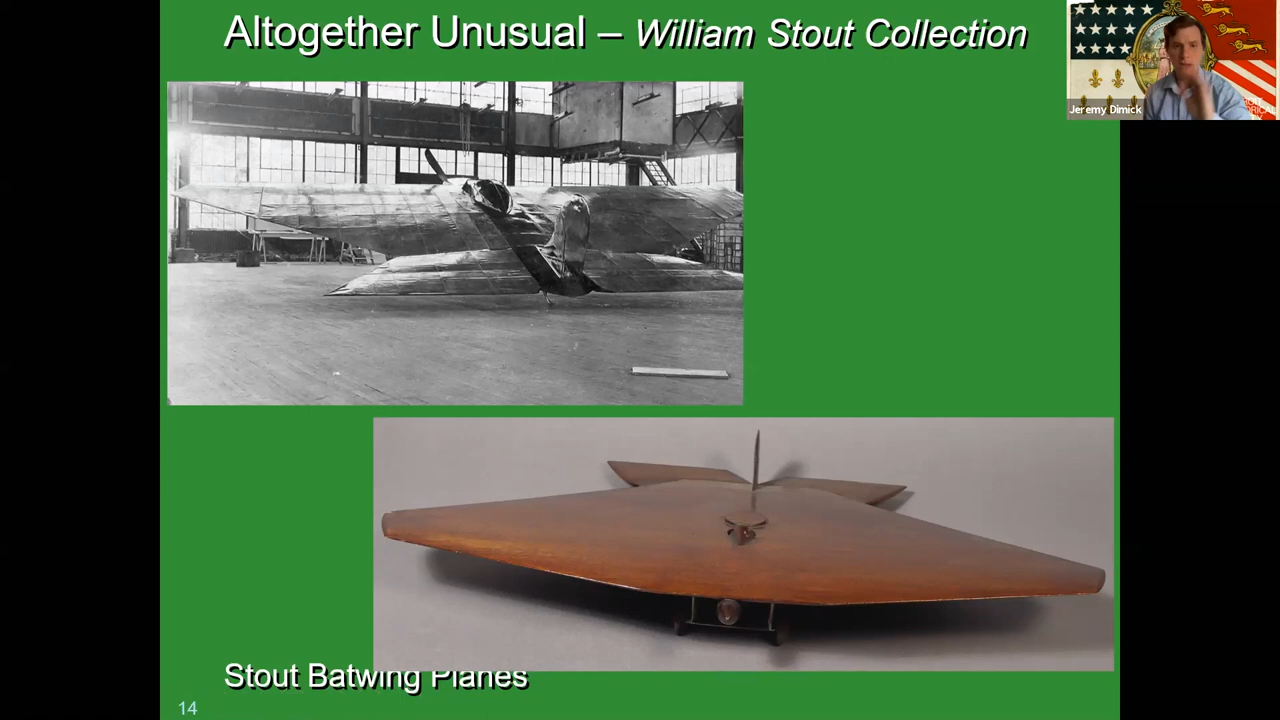 Altogether Unusual – William Stout Collection
Jeremy Dimick
Stout Batwing Planes
14